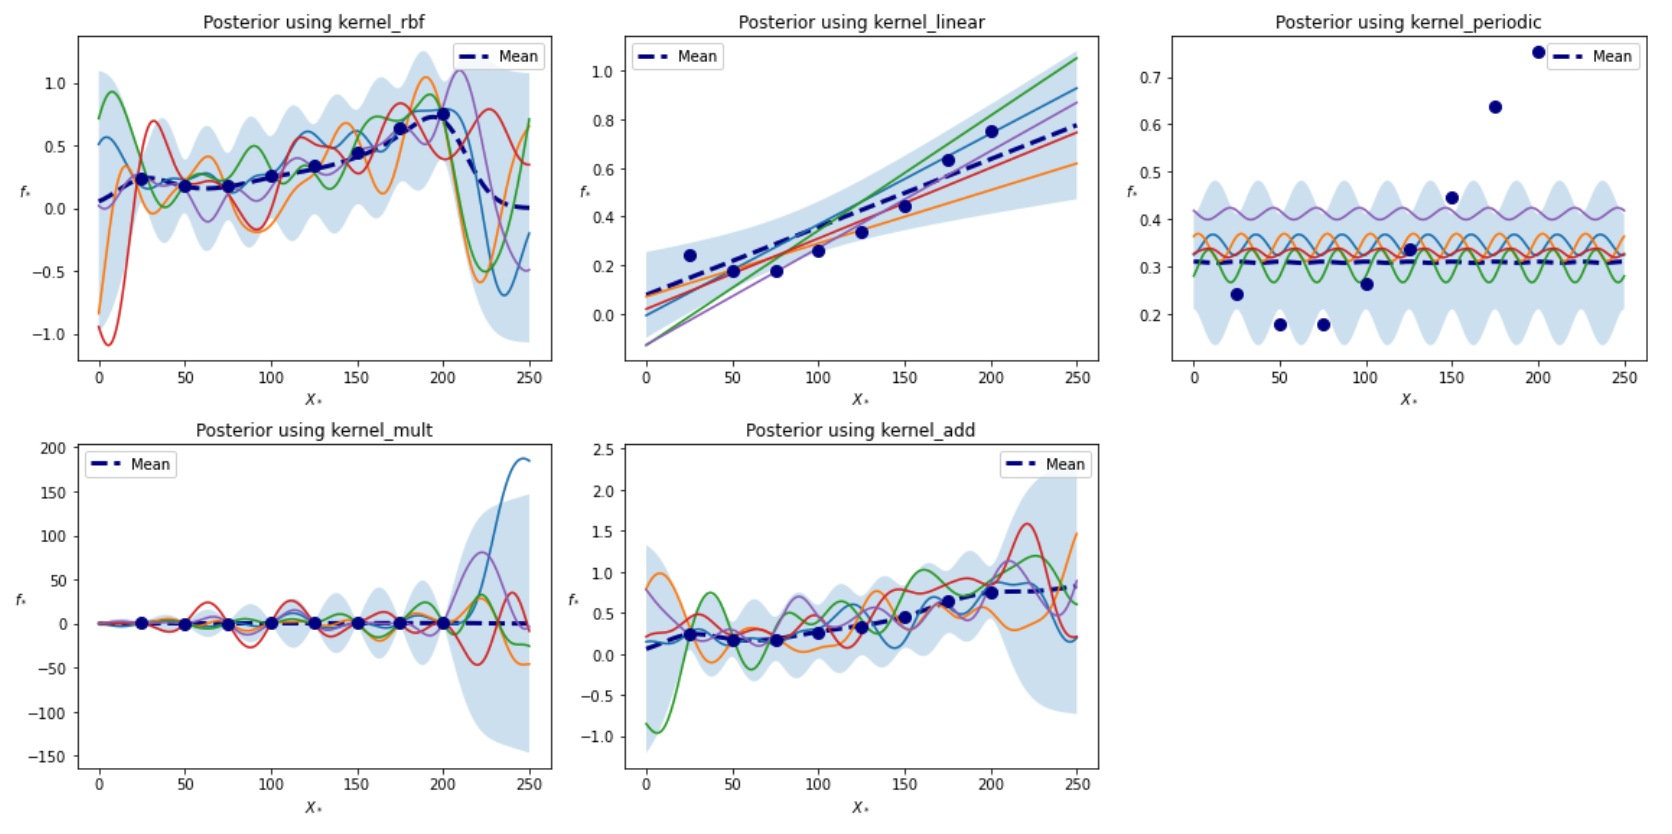 Posterior using kernel_rbf
Mean
1.0
0.5
0.0
−0.5
−1.0
f*
0 50 100 150 200 250
X*
Posterior using kernel_linear
Mean
1.0
0.8
0.6
0.4
0.2
0.0
f*
0 50 100 150 200 250
X*
Posterior using kernel_periodic
Mean
0.7
0.6
0.5
0.4
0.3
0.2
f*
0 50 100 150 200 250
X*
Posterior using kernel_mult
Mean
200
150
100
50
0
−50
−100
−150
f*
0 50 100 150 200 250
X*
Posterior using kernel_add
Mean
2.5
2.0
1.5
1.0
0.5
0.0
−0.5
−1.0
f*
0 50 100 150 200 250
X*